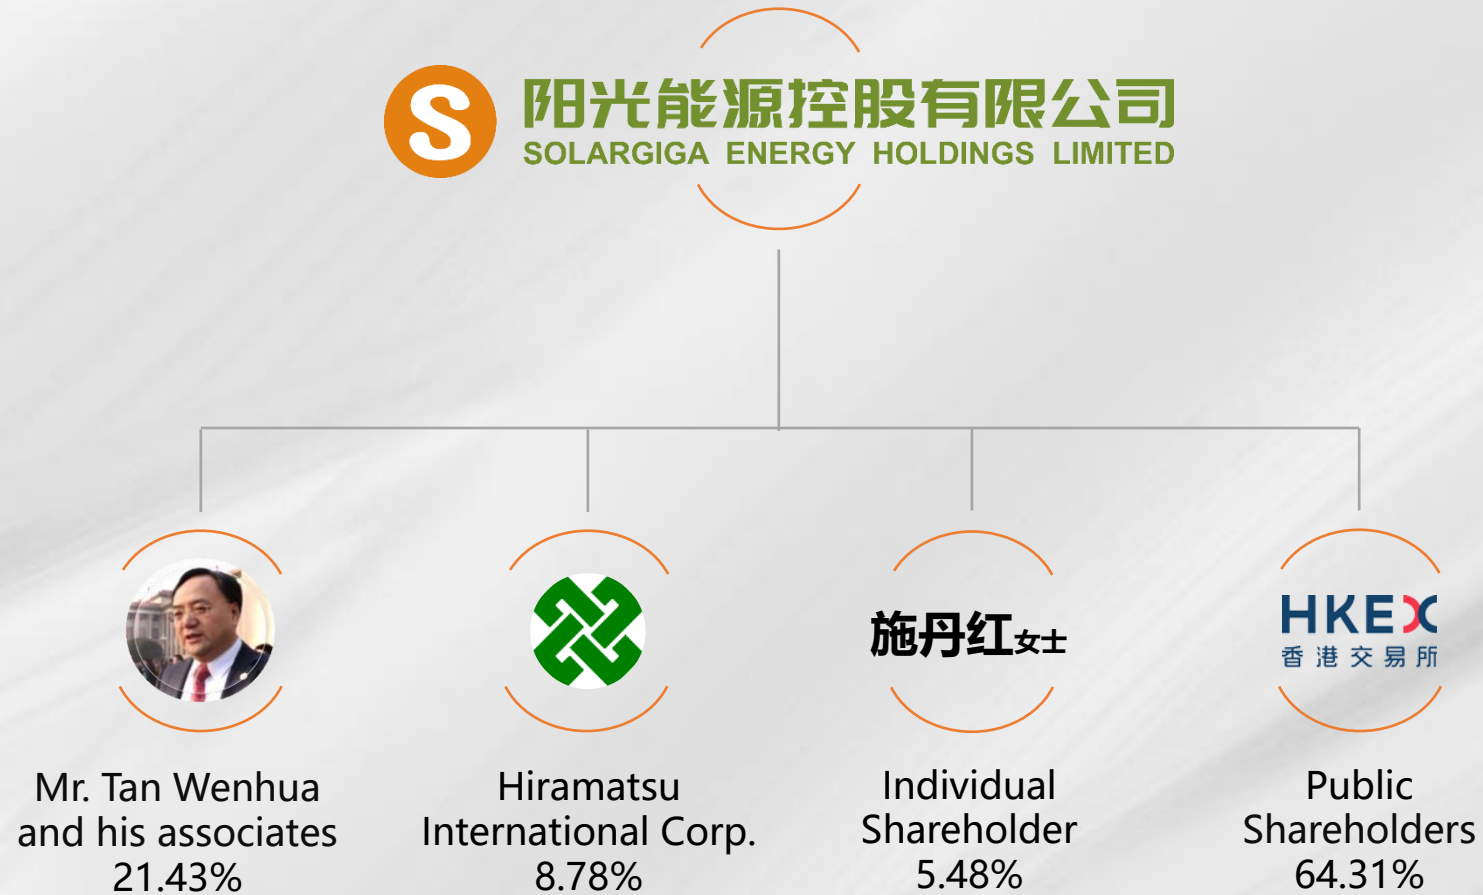 S
阳光能源控股有限公司
SOLARGIGA ENERGY HOLDINGS LIMITED
施丹红女士
HKEX
香港交易所
Mr. Tan Wenhua
and his associates
21.43%
Hiramatsu
International Corp.
8.78%
Individual
Shareholder
5.48%
Public
Shareholders
64.31%